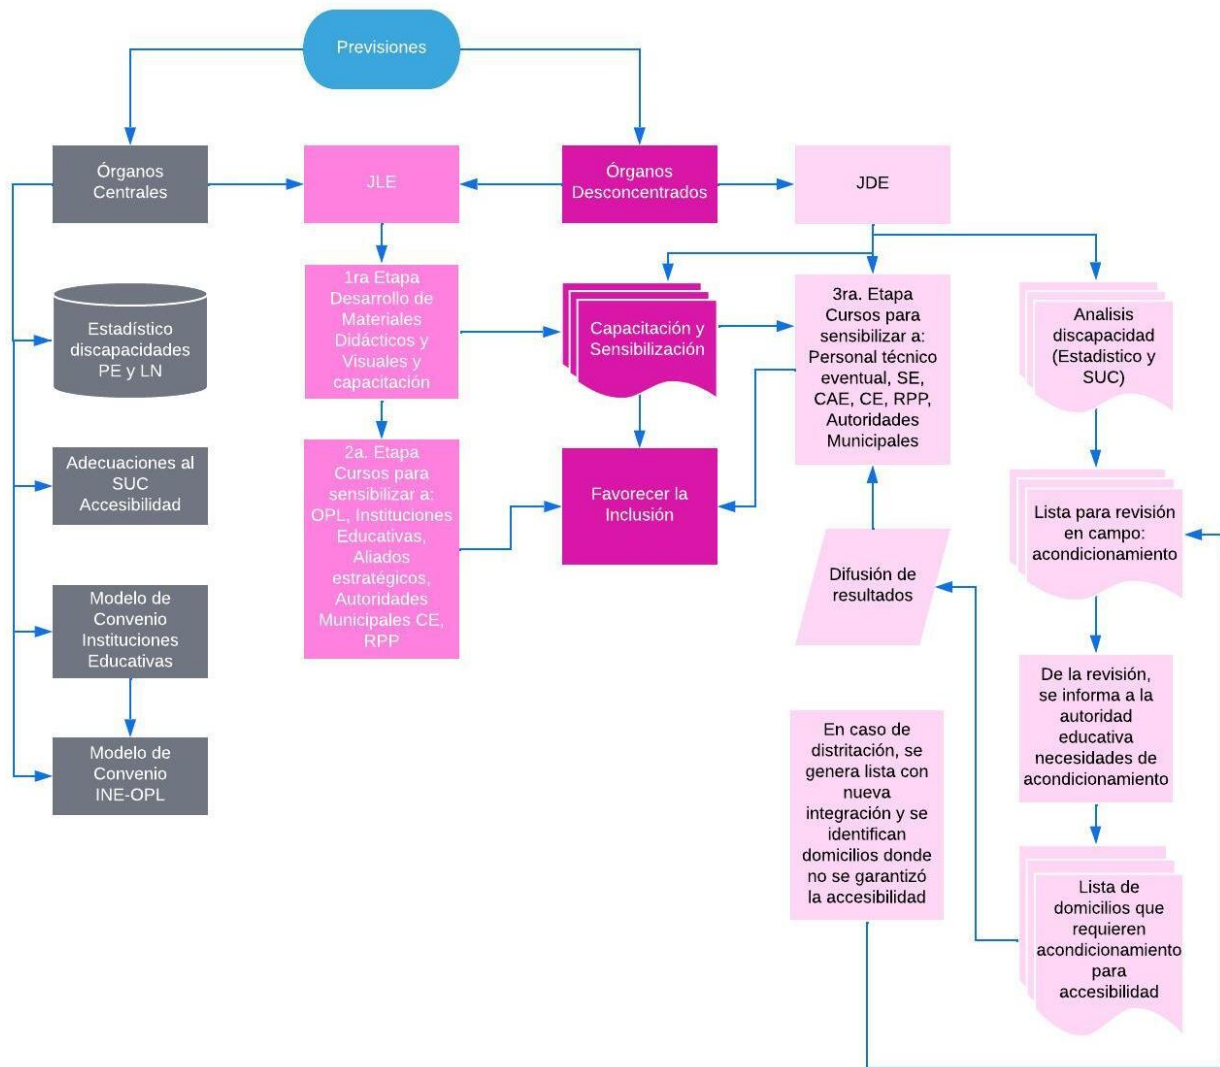 Previsiones
Órganos
Centrales
JLE
Órganos
Desconcentrados
JDE
Estadístico
discapacidades
PE y LN
1ra Etapa
Desarrollo de
Materiales
Didácticos y
Visuales y
capacitación
Capacitación y
Sensibilización
3ra. Etapa
Cursos para
sensibilizar a:
Personal técnico
eventual, SE,
CAE, CE, RPP,
Autoridades
Municipales
Analisis
discapacidad
(Estadistico y
SUC)
Adecuaciones al
SUC
Accesibilidad
2a. Etapa
Cursos para
sensibilizar a:
OPL, Instituciones
Educativas,
Aliados
estratégicos,
Autoridades
Municipales CE,
RPP
Favorecer la
Inclusión
Lista para revisión
en campo:
acondicionamiento
Difusión de
resultados
Modelo de
Convenio
Instituciones
Educativas
De la revisión,
se informa a la
autoridad
educativa
necesidades de
acondicionamiento
Modelo de
Convenio
INE-OPL
En caso de
distritación, se
genera lista con
nueva
integración y se
identifican
domicilios donde
no se garantizó
la accesibilidad
Lista de
domicilios que
requieren
acondicionamiento
para
accesibilidad